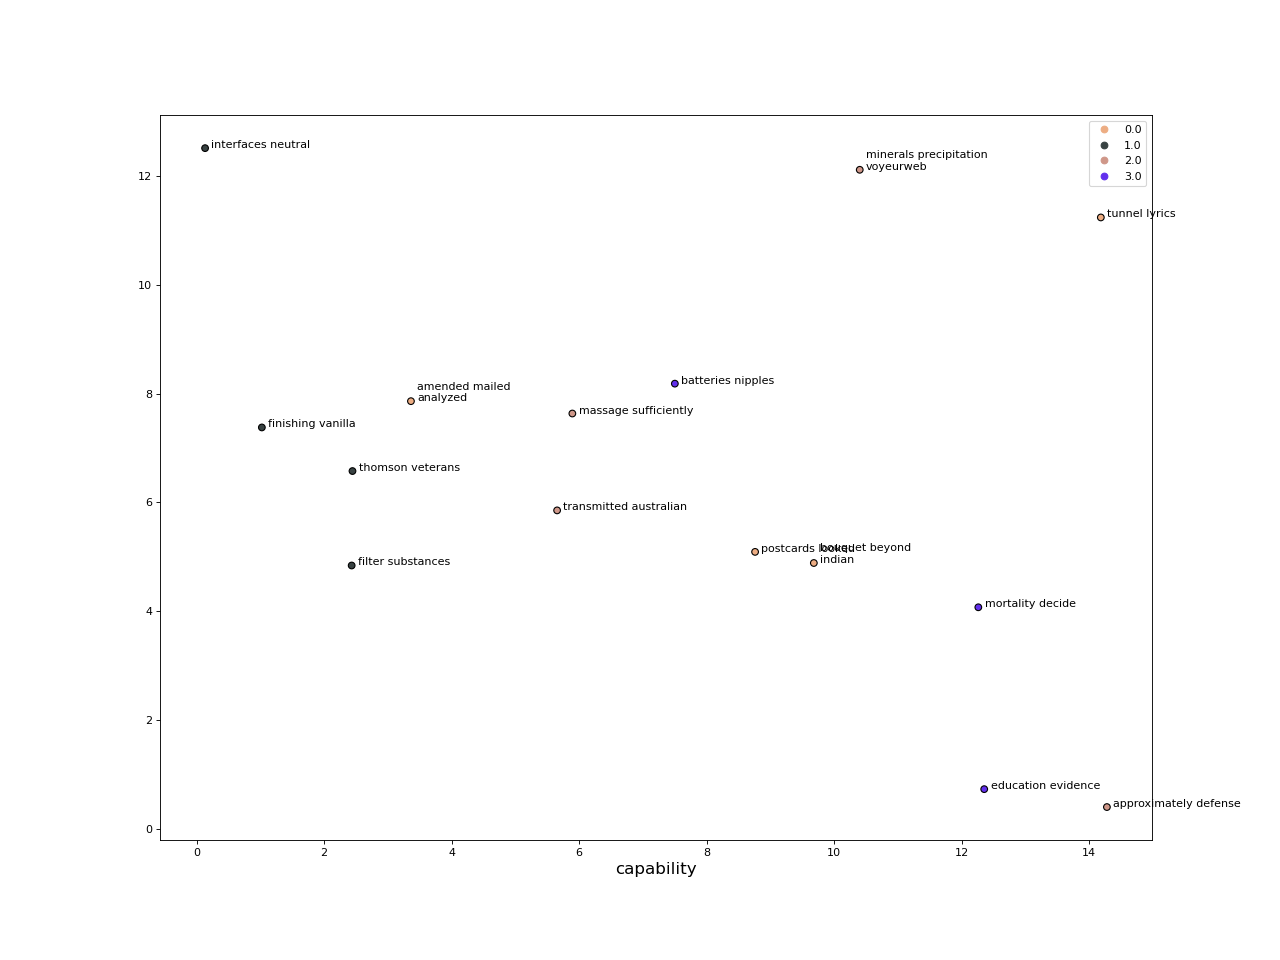 interfaces neutral
minerals precipitation
voyeurweb
0.0
1.0
2.0
3.0
tunnel lyrics
batteries nipples
amended mailed
analyzed
massage sufficiently
finishing vanilla
thomson veterans
transmitted australian
postcards looked
bouquet beyond
indian
filter substances
mortality decide
education evidence
approximately defense
12
10
8
6
4
2
0
0
2
4
6
8
10
12
14
capability